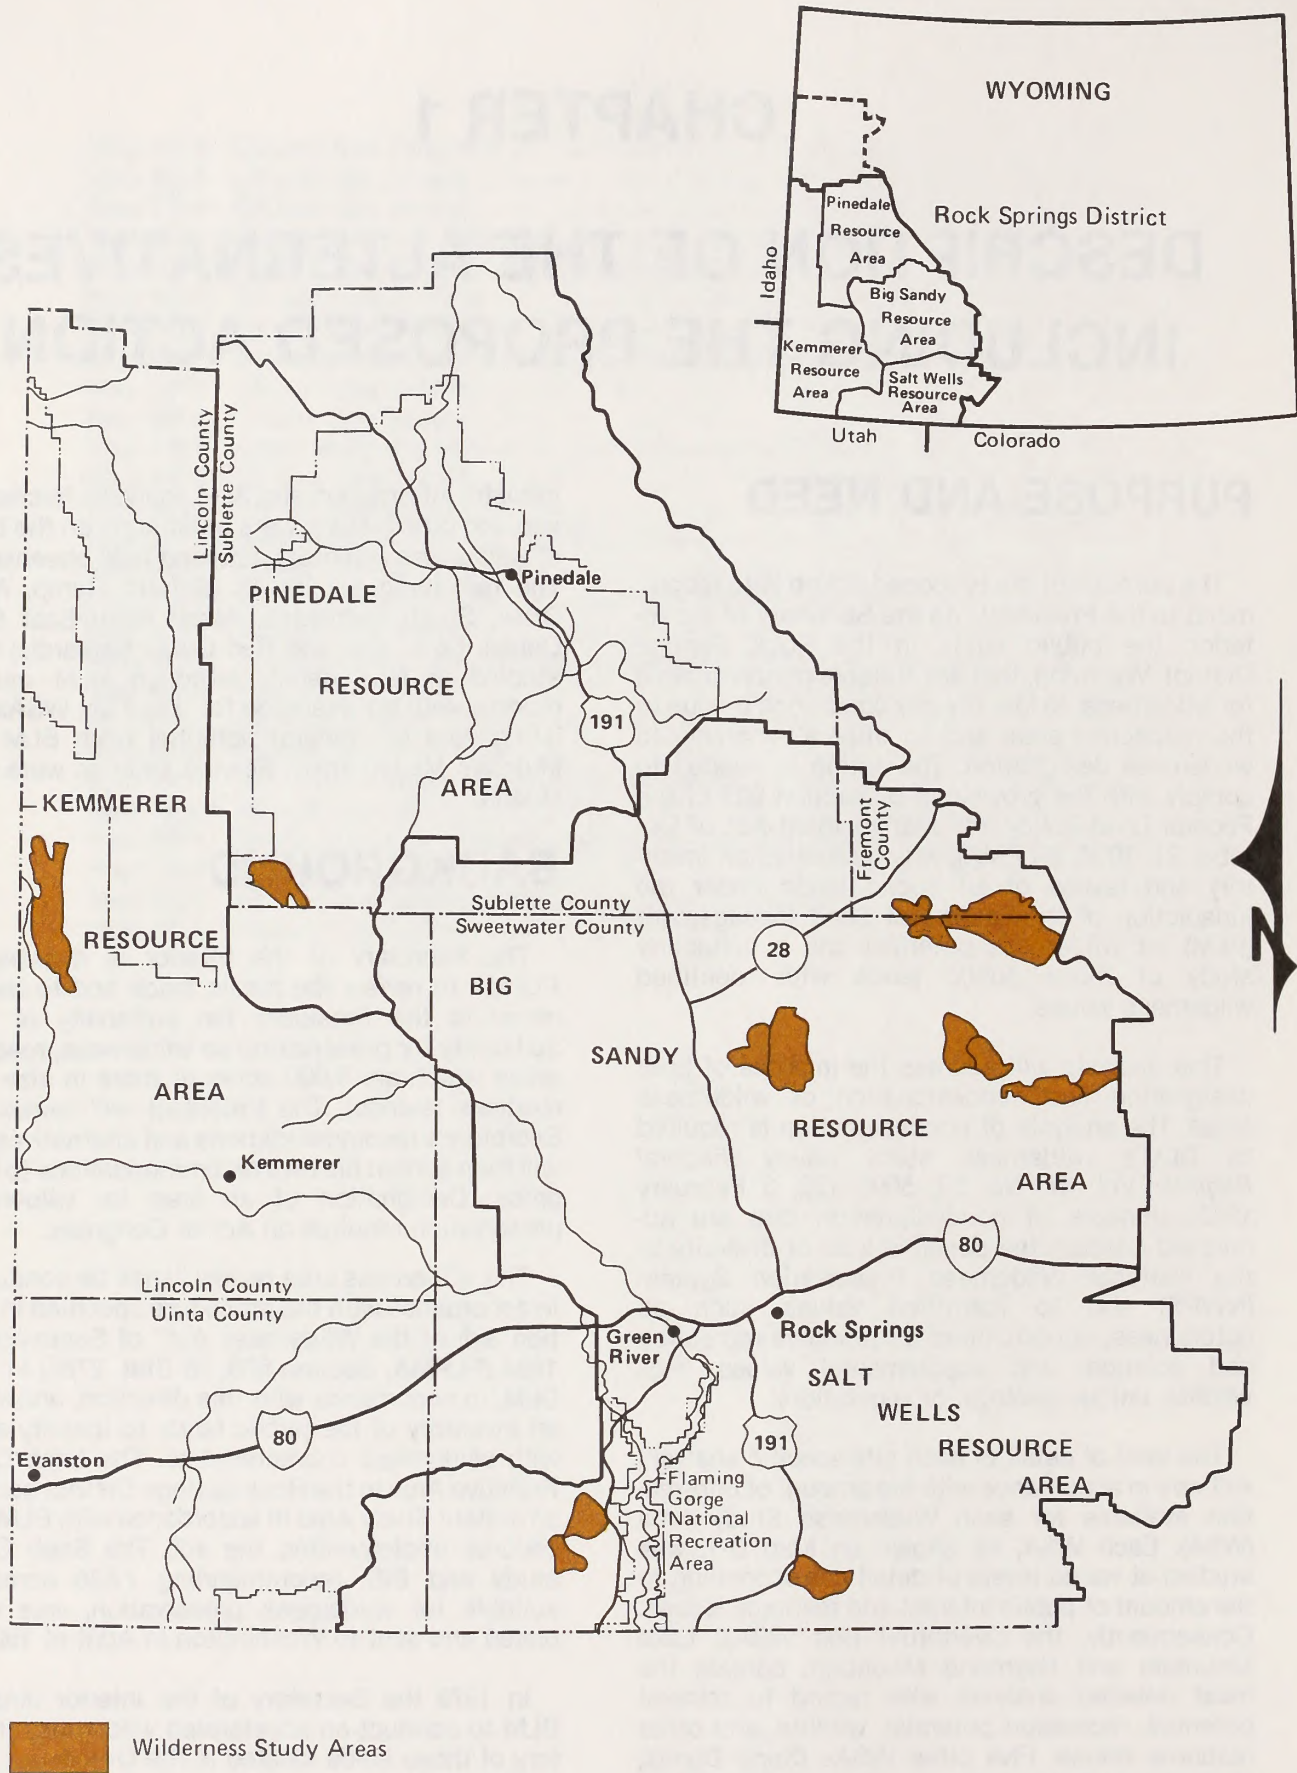 WYOMING
Rock Springs District
Pinedale
Resource
Area
Big Sandy
Resource
Area
Kemmerer
Resource
Area
Salt Wells
Resource
Area
Idaho
Utah
Colorado
Lincoln County
Sublette County
Pinedale
PINEDALE
RESOURCE
AREA
191
KEMMERER
RESOURCE
AREA
Fremont
County
Sublette County
Sweetwater County
28
BIG
SANDY
RESOURCE
AREA
N
Kemmerer
80
Lincoln County
Uinta County
Green
River
Rock Springs
SALT
WELLS
RESOURCE
AREA
80
191
Evanston
Flaming
Gorge
National
Recreation
Area
Wilderness Study Areas